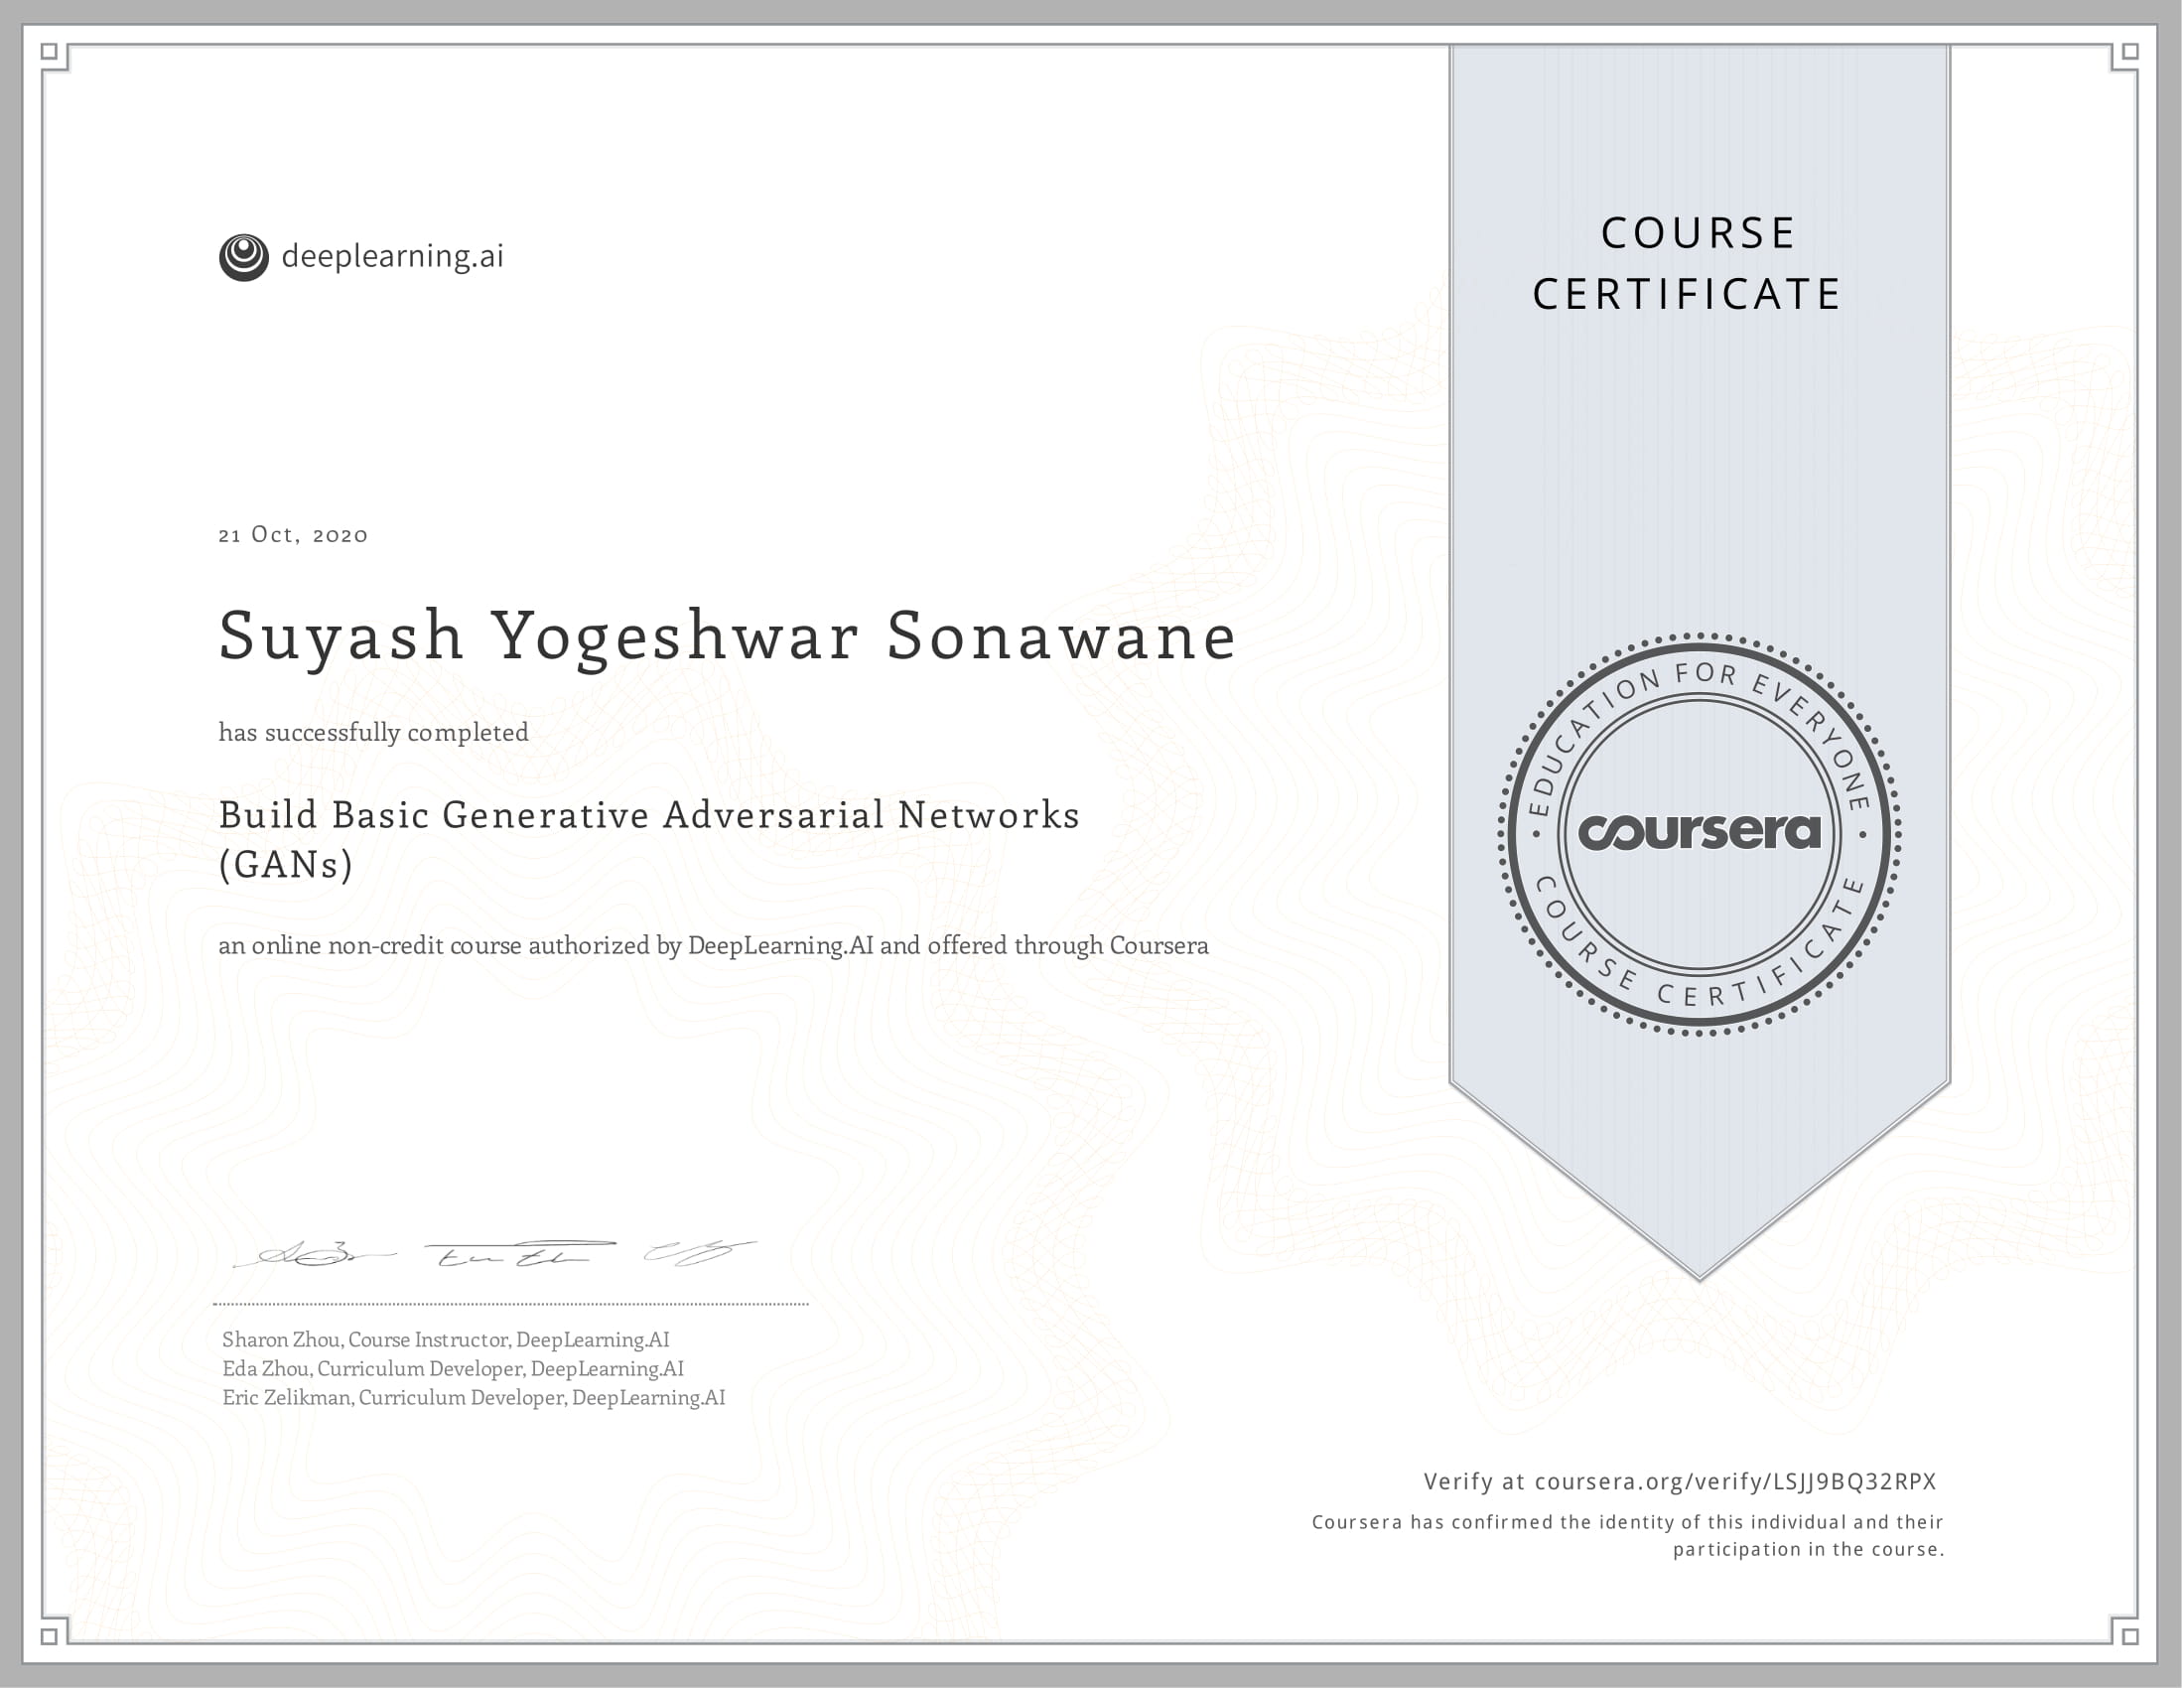 deeplearning.ai
COURSE
CERTIFICATE
21 Oct, 2020
Suyash Yogeshwar Sonawane
has successfully completed
Build Basic Generative Adversarial Networks
(GANs)
an online non-credit course authorized by DeepLearning.AI and offered through Coursera
EDUCATION FOR EVERYONE
coursera
COURSE CERTIFICATE
Sharon Zhou, Course Instructor, DeepLearning.AI
Eda Zhou, Curriculum Developer, DeepLearning.AI
Eric Zelikman, Curriculum Developer, DeepLearning.AI
Verify at coursera.org/verify/LSJJ9BQ32RPX
Coursera has confirmed the identity of this individual and their
participation in the course.